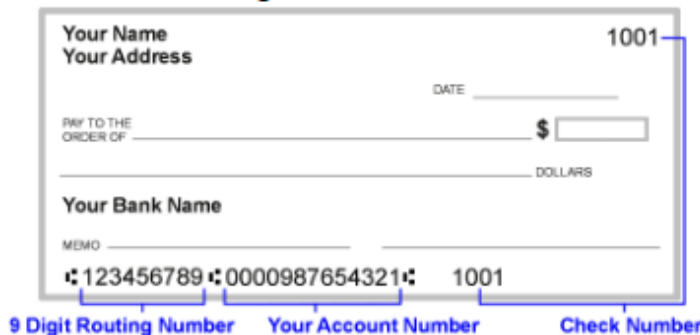 Your Name
1001
Your Address
DATE
PAY TO THE
ORDER OF
$
DOLLARS
Your Bank Name
MEMO
⑆123456789⑆0000987654321⑆ 1001
9 Digit Routing Number Your Account Number Check Number